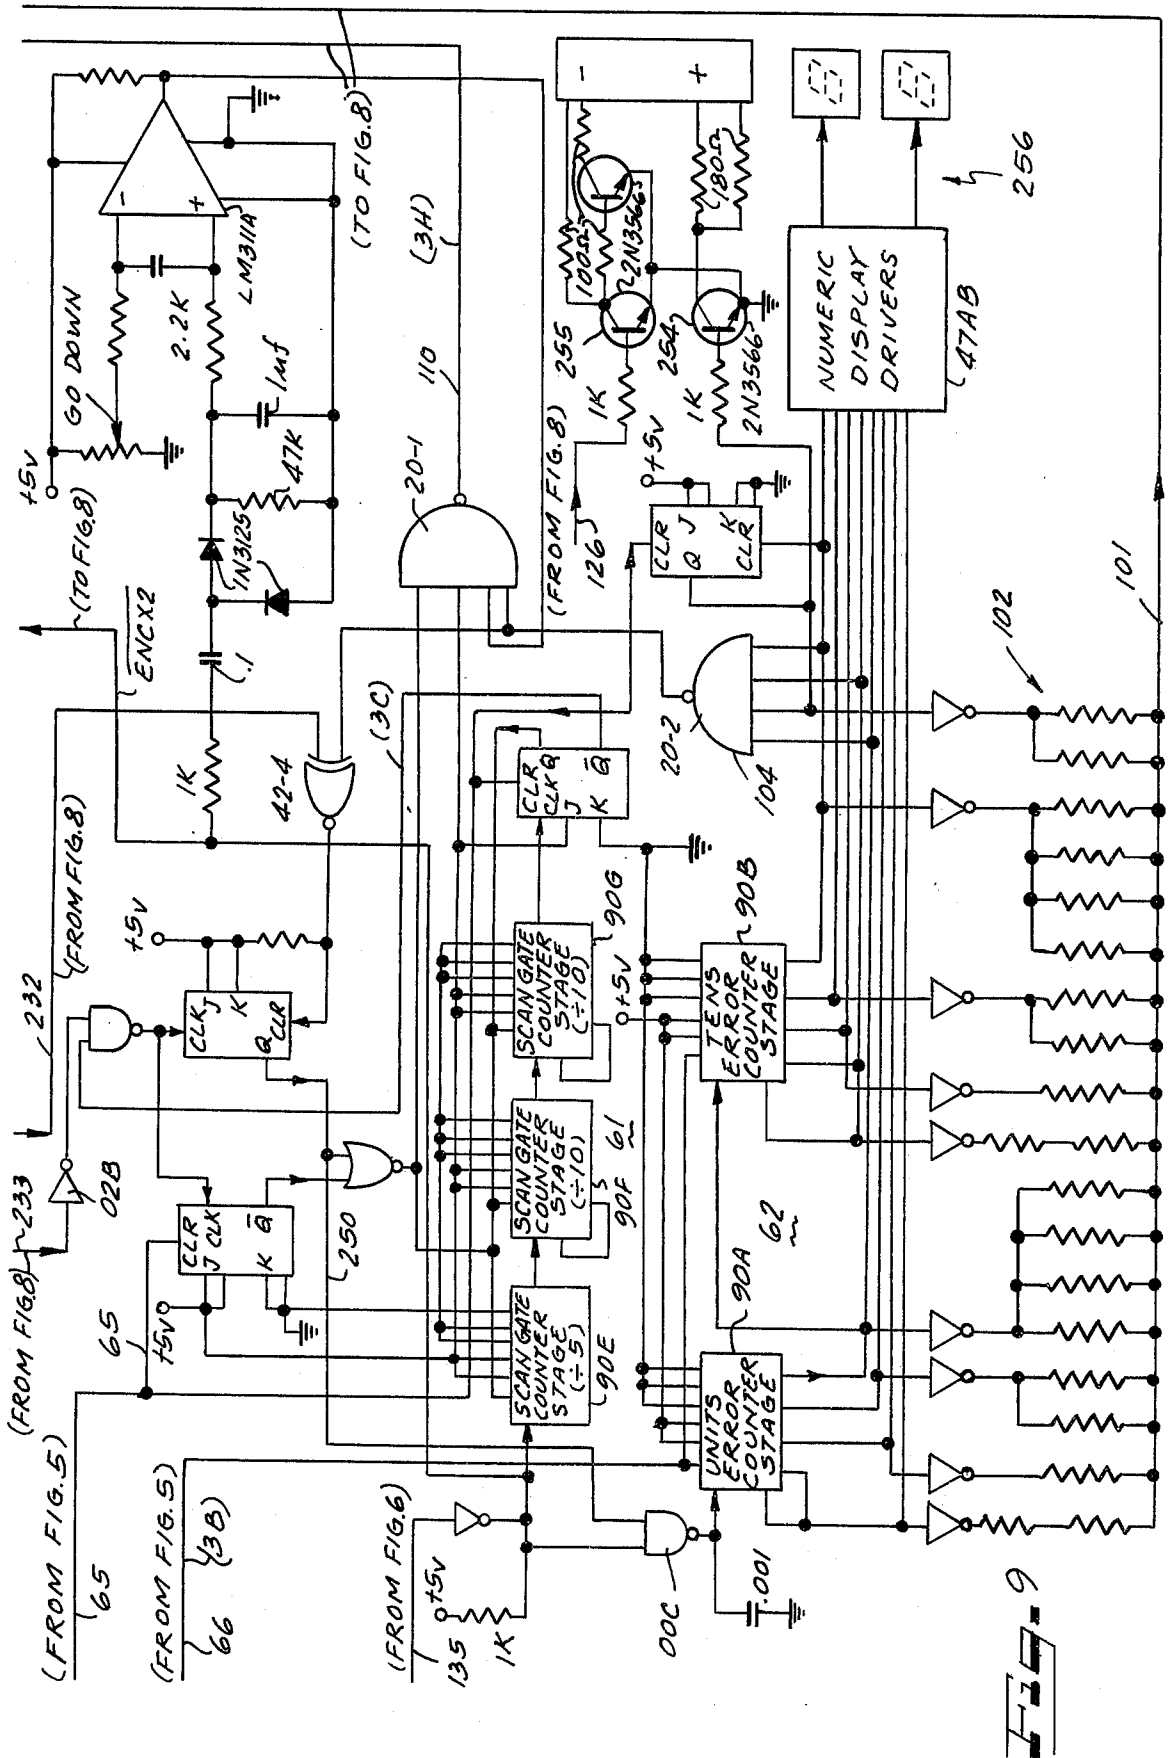 (FROM FIG.5)
65
(FROM FIG.5)
66
(3B)
(FROM FIG.6)
135
+5V
1K
(FROM FIG.8)
233
02B
65
+5V
CLR
J CLK
K Q̅
250
232
(FROM FIG.8)
+5V
CLK J
K
Q CLR
42-4
1K
.1
ENCX2
(TO FIG.8)
1N3125
47K
1Mf
2.2K
+5V
GO DOWN
-
+
LM311A
(TO FIG.8)
(3C)
20-1
110
(3H)
SCAN GATE
COUNTER
STAGE
(÷5)
90E
SCAN GATE
COUNTER
STAGE
(÷10)
90F
61
SCAN GATE
COUNTER
STAGE
(÷10)
90G
+5V
CLR
CLK Q
J
K Q̅
(FROM FIG.8)
126
1K
255
100Ω
2N3566
-
+
180Ω
254
1K
2N3566
+5V
CLR
Q J
K
CLR
20-2
104
00C
.001
UNITS
ERROR
COUNTER
STAGE
90A
62
TENS
ERROR
COUNTER
STAGE
90B
NUMERIC
DISPLAY
DRIVERS
47AB
8
8
256
102
101
Fig-9